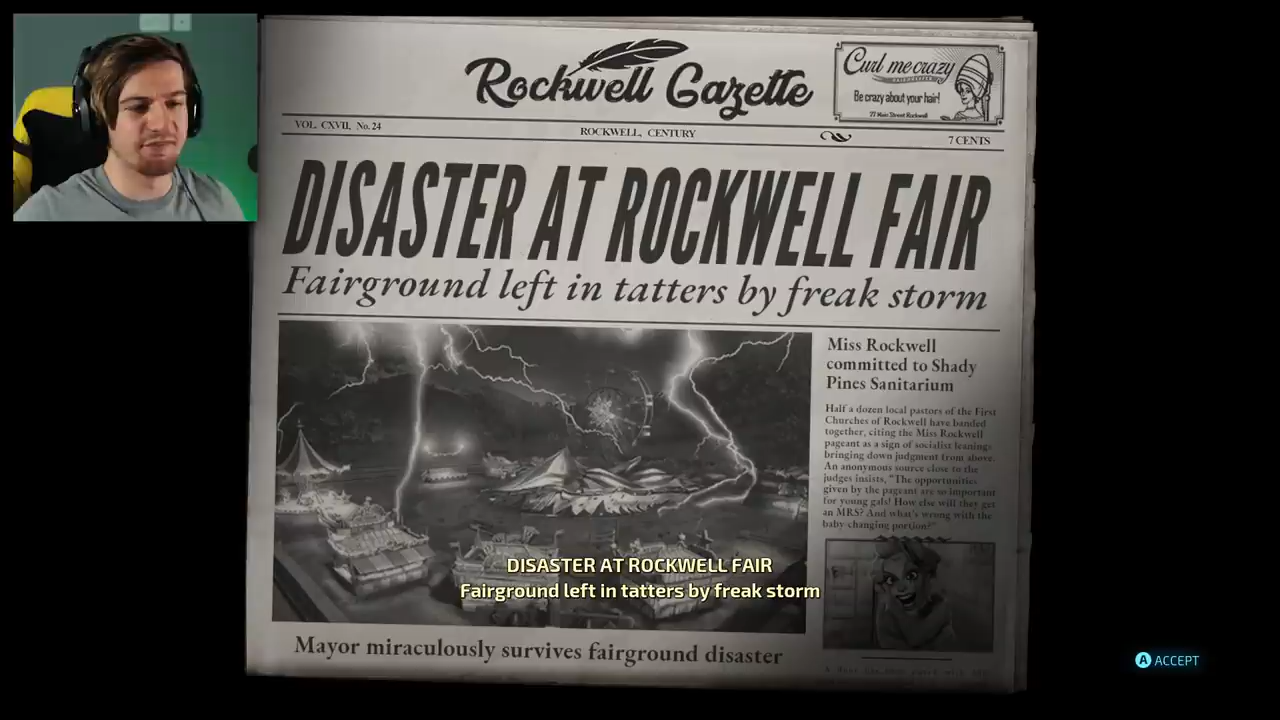 Rockwell Gazette
Curl me crazy
Be crazy about your hair!
77 Main Street Rockwell
VOL. CXVII, No. 24
ROCKWELL, CENTURY
7 CENTS
DISASTER AT ROCKWELL FAIR
Fairground left in tatters by freak storm
Miss Rockwell
committed to Shady
Pines Sanitarium
Half a dozen local pastors of the First
Churches of Rockwell have banded
together, citing the Miss Rockwell
pageant as a sign of socialist leanings
bringing down judgment from above.
An anonymous source close to the
judges insists, "The opportunities
given by the pageant are so important
for young gals! How else will they get
an MRS? And what's wrong with the
baby changing portion?"
DISASTER AT ROCKWELL FAIR
Fairground left in tatters by freak storm
Mayor miraculously survives fairground disaster
A ACCEPT